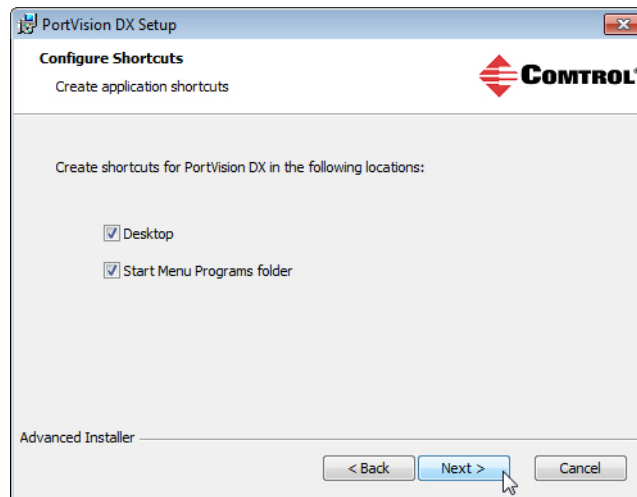 PortVision DX Setup
Configure Shortcuts
Create application shortcuts
COMTROL®
Create shortcuts for PortVision DX in the following locations:
Desktop
Start Menu Programs folder
Advanced Installer
< Back
Next >
Cancel